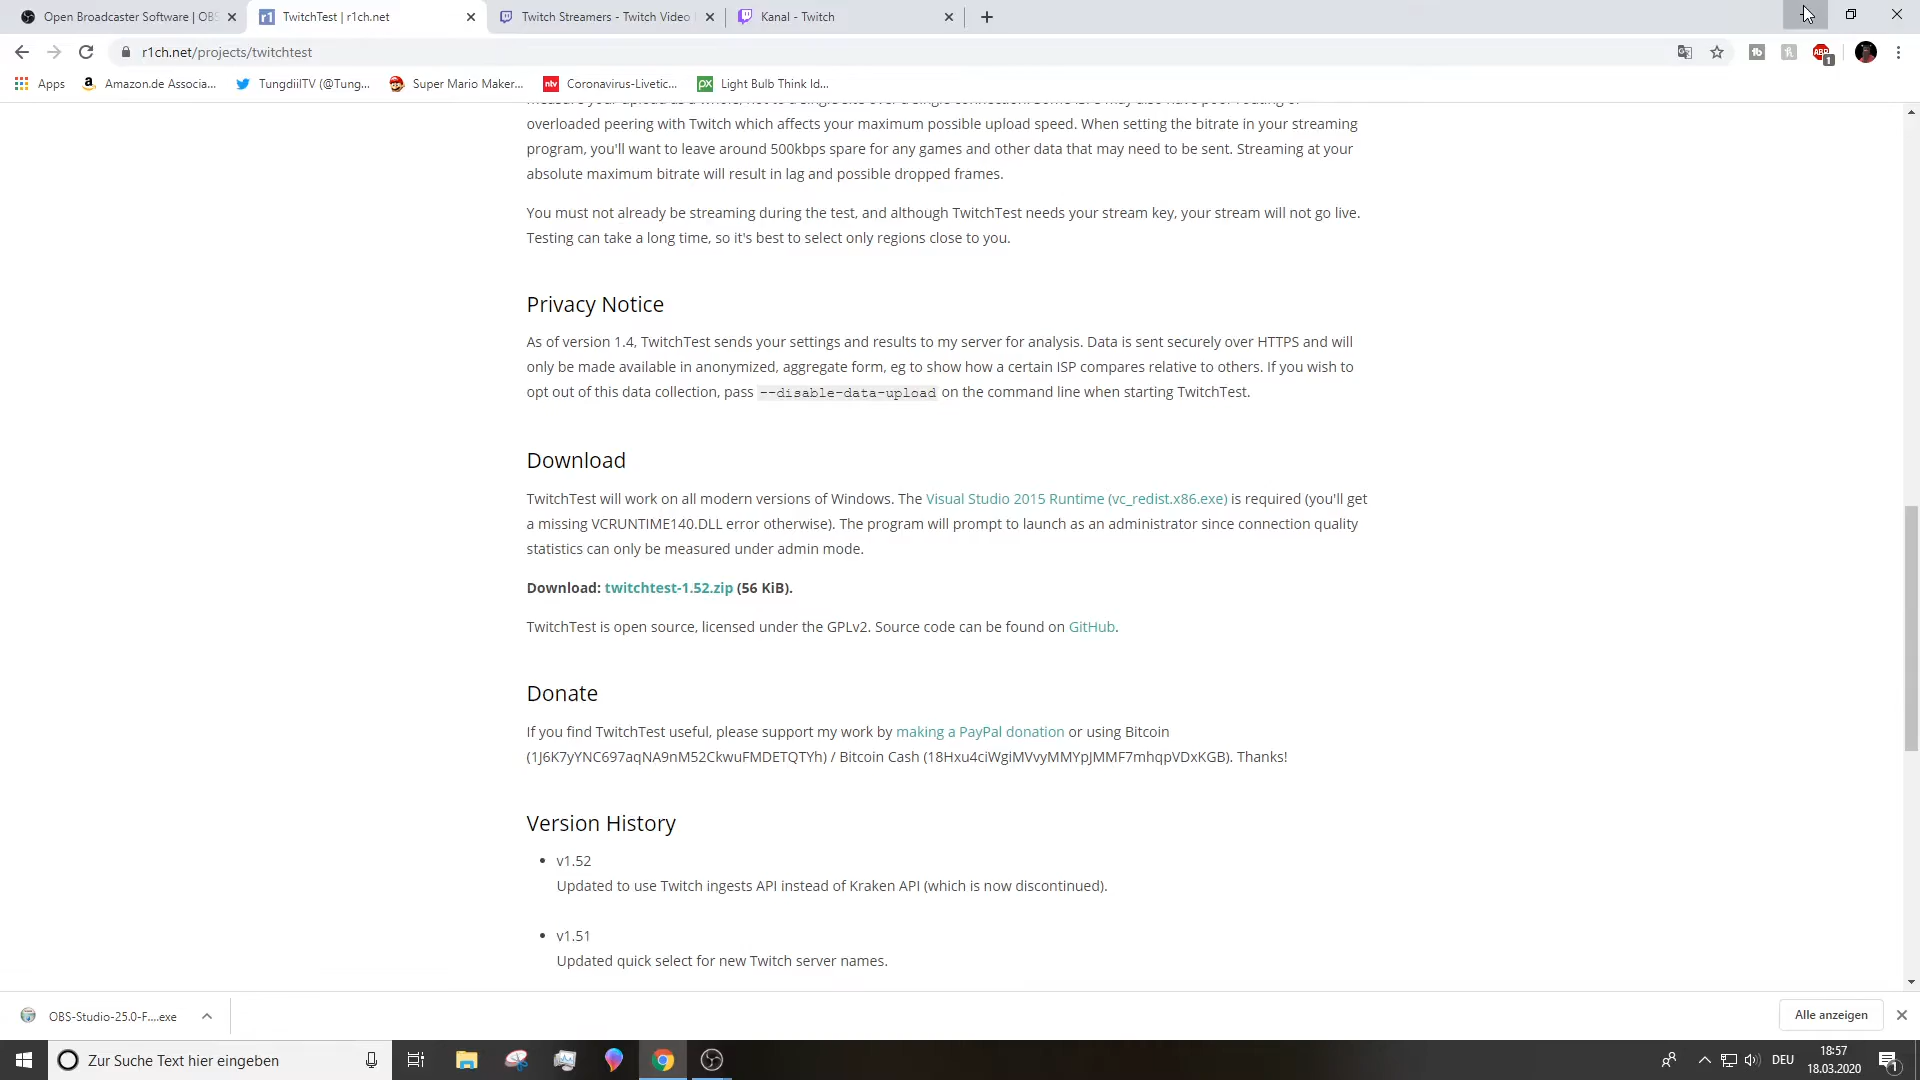 Open Broadcaster Software | OBS
TwitchTest | r1ch.net
Twitch Streamers - Twitch Video
Kanal - Twitch
r1ch.net/projects/twitchtest
Apps
Amazon.de Associa...
TungdiilTV (@Tung...
Super Mario Maker...
Coronavirus-Livetic...
Light Bulb Think Id...
overloaded peering with Twitch which affects your maximum possible upload speed. When setting the bitrate in your streaming
program, you'll want to leave around 500kbps spare for any games and other data that may need to be sent. Streaming at your
absolute maximum bitrate will result in lag and possible dropped frames.
You must not already be streaming during the test, and although TwitchTest needs your stream key, your stream will not go live.
Testing can take a long time, so it's best to select only regions close to you.
Privacy Notice
As of version 1.4, TwitchTest sends your settings and results to my server for analysis. Data is sent securely over HTTPS and will
only be made available in anonymized, aggregate form, eg to show how a certain ISP compares relative to others. If you wish to
opt out of this data collection, pass --disable-data-upload on the command line when starting TwitchTest.
Download
TwitchTest will work on all modern versions of Windows. The Visual Studio 2015 Runtime (vc_redist.x86.exe) is required (you'll get
a missing VCRUNTIME140.DLL error otherwise). The program will prompt to launch as an administrator since connection quality
statistics can only be measured under admin mode.
Download: twitchtest-1.52.zip (56 KiB).
TwitchTest is open source, licensed under the GPLv2. Source code can be found on GitHub.
Donate
If you find TwitchTest useful, please support my work by making a PayPal donation or using Bitcoin
(1J6K7yYNC697aqNA9nM52CkwuFMDETQTYh) / Bitcoin Cash (18Hxu4ciWgiMVvyMMYpJMMF7mhqpVDxKGB). Thanks!
Version History
• v1.52
Updated to use Twitch ingests API instead of Kraken API (which is now discontinued).
• v1.51
Updated quick select for new Twitch server names.
OBS-Studio-25.0-F....exe
Alle anzeigen
Zur Suche Text hier eingeben
DEU
18:57
18.03.2020